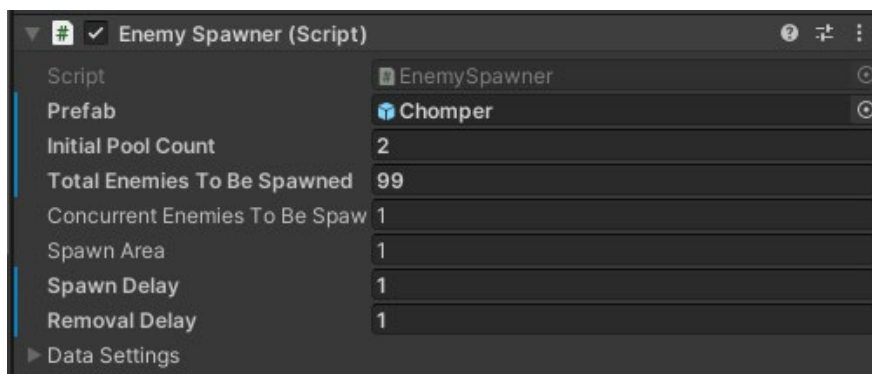 # Enemy Spawner (Script)
Script # EnemySpawner
Prefab Chomper
Initial Pool Count 2
Total Enemies To Be Spawned 99
Concurrent Enemies To Be Spaw 1
Spawn Area 1
Spawn Delay 1
Removal Delay 1
Data Settings